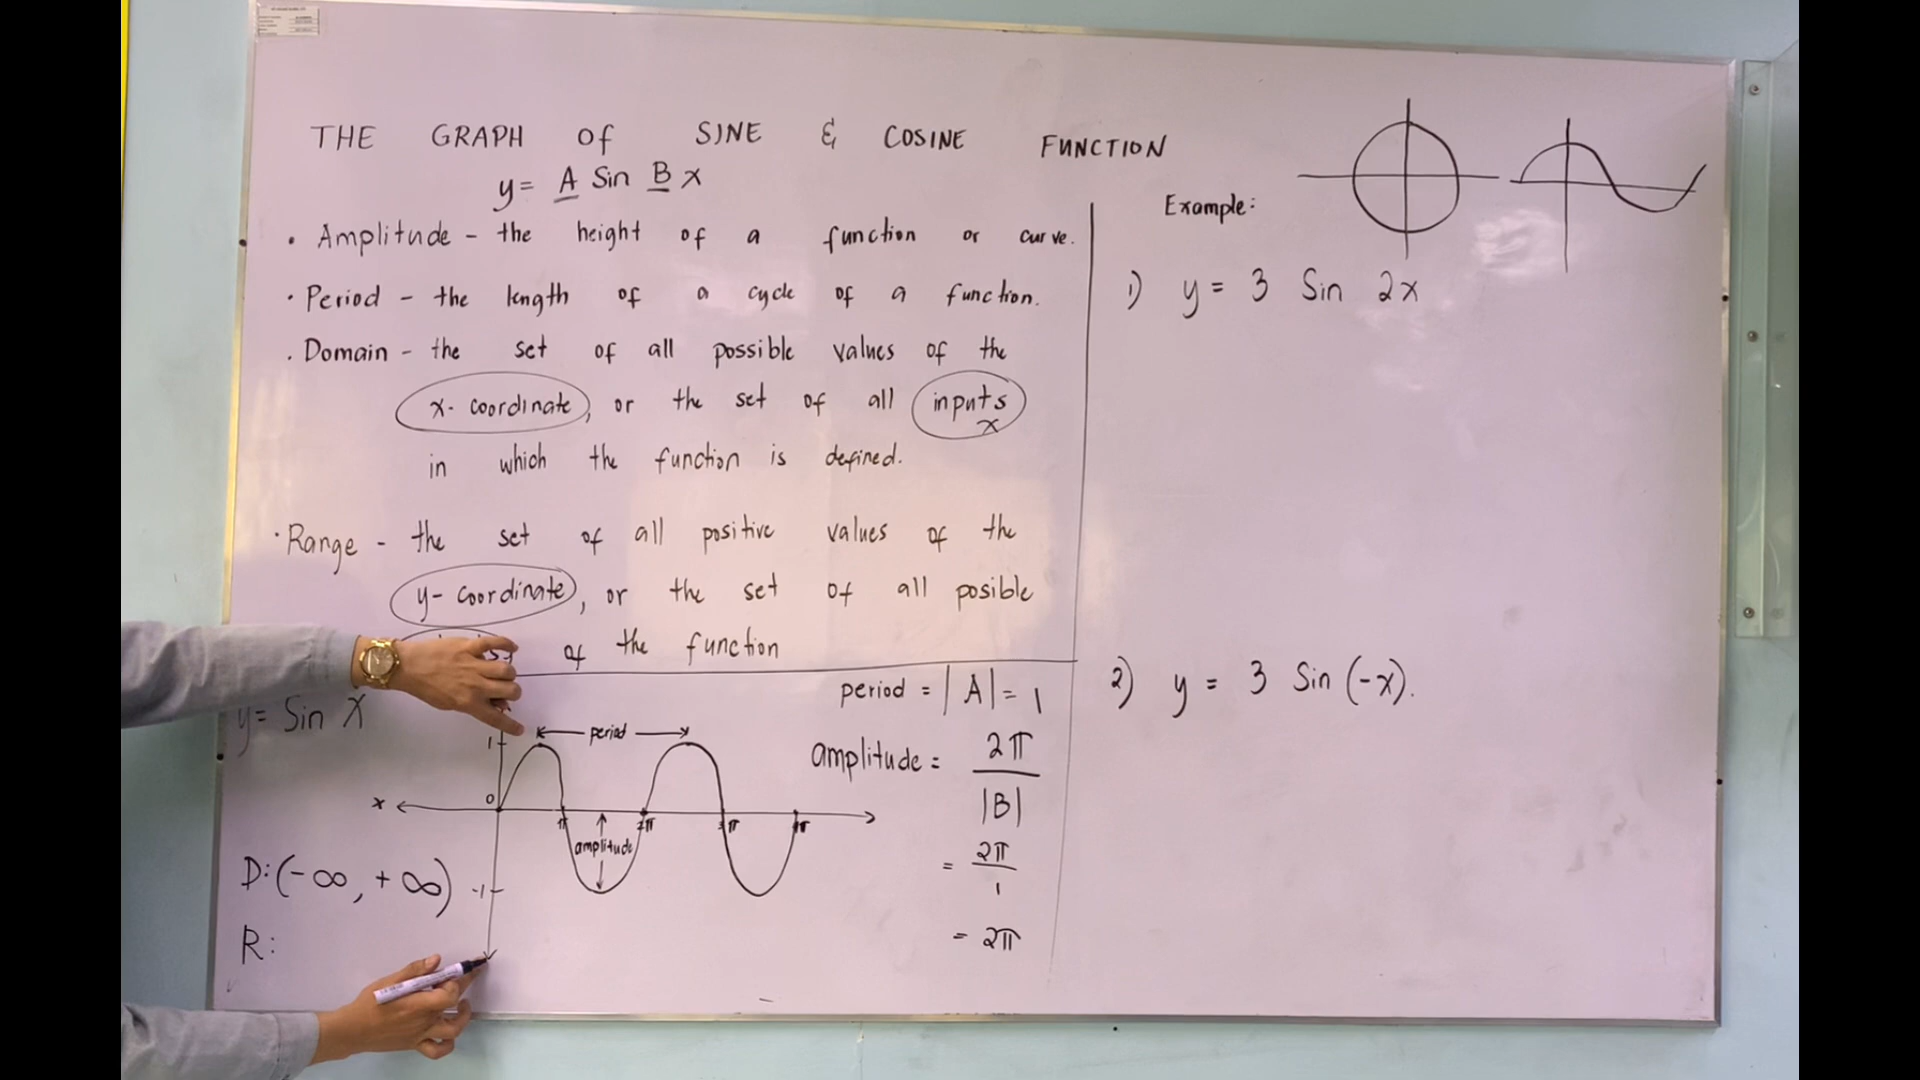 THE GRAPH of SINE & COSINE FUNCTION
y = A Sin B x
• Amplitude - the height of a function or curve.
• Period - the length of a cycle of a function.
• Domain - the set of all possible values of the
x-coordinate, or the set of all inputs
x
in which the function is defined.
• Range - the set of all positive values of the
y-coordinate, or the set of all posible
of the function
y = Sin X
1
period
x
0
π
2π
3π
amplitude
-1
D: (-∞, +∞)
R:
period = |A| = 1
amplitude = 2π
|B|
= 2π
1
= 2π
Example:
1) y = 3 Sin 2x
2) y = 3 Sin (-x).